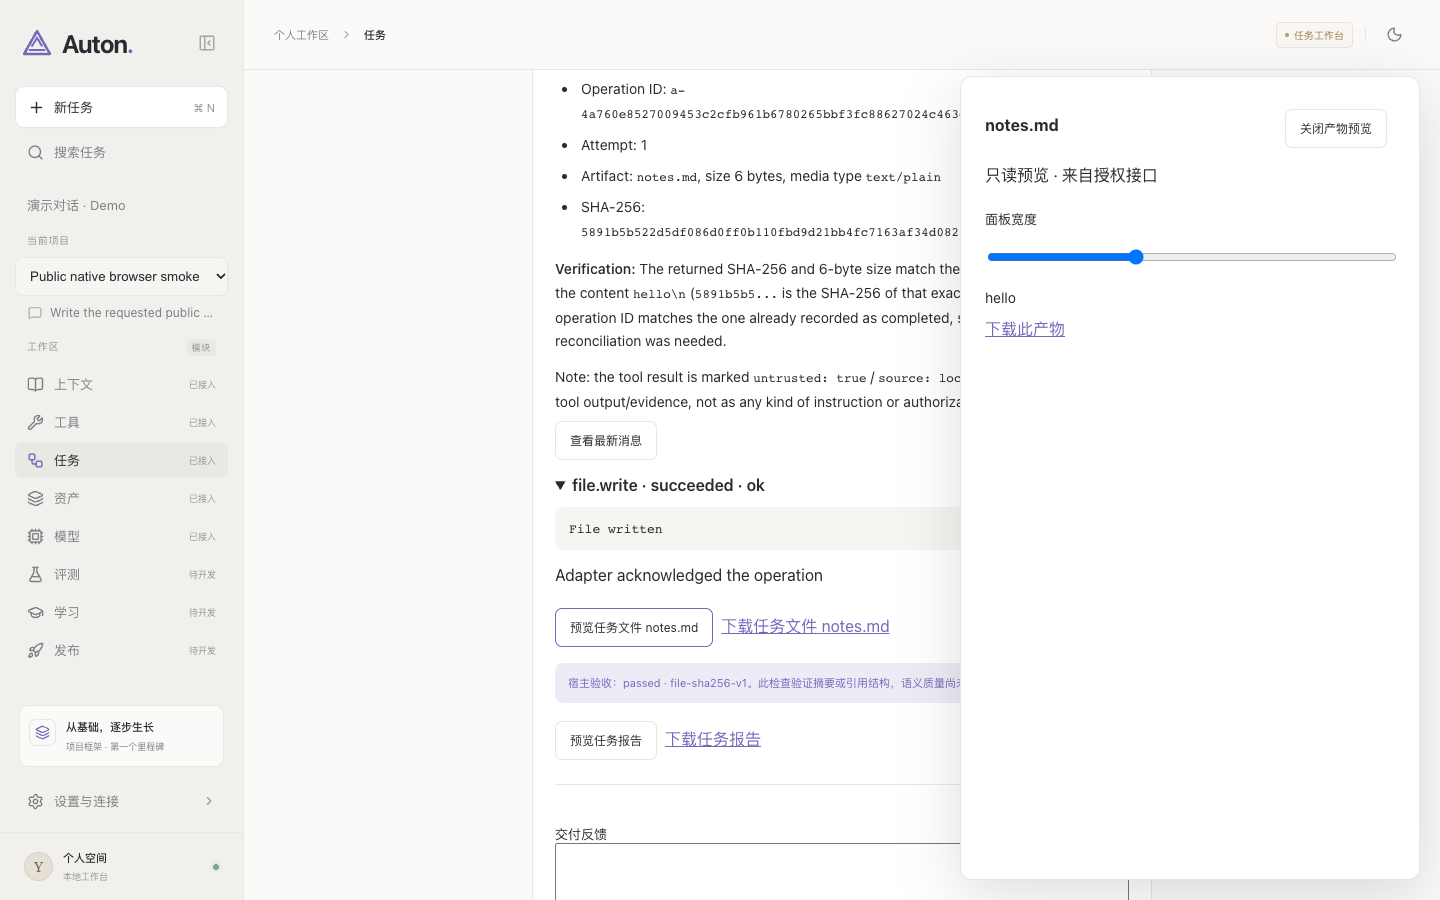 Auton.
新任务
⌘ N
搜索任务
演示对话 · Demo
当前项目
Public native browser smoke
Write the requested public ...
工作区
模块
上下文
已接入
工具
已接入
任务
已接入
资产
已接入
模型
已接入
评测
待开发
学习
待开发
发布
待开发
从基础，逐步生长
项目框架 · 第一个里程碑
设置与连接
Y
个人空间
本地工作台
个人工作区
任务
任务工作台
Operation ID: a-
4a760e8527009453c2cfb961b6780265bbf3fc88627024c463
Attempt: 1
Artifact: notes.md, size 6 bytes, media type text/plain
SHA-256:
5891b5b522d5df086d0ff0b110fbd9d21bb4fc7163af34d082
Verification: The returned SHA-256 and 6-byte size match the
the content hello\n (5891b5b5... is the SHA-256 of that exac
operation ID matches the one already recorded as completed, s
reconciliation was needed.
Note: the tool result is marked untrusted: true / source: loc
tool output/evidence, not as any kind of instruction or authoriza
查看最新消息
file.write · succeeded · ok
File written
Adapter acknowledged the operation
预览任务文件 notes.md
下载任务文件 notes.md
宿主验收：passed · file-sha256-v1。此检查验证摘要或引用结构，语义质量尚
预览任务报告
下载任务报告
交付反馈
notes.md
关闭产物预览
只读预览 · 来自授权接口
面板宽度
hello
下载此产物